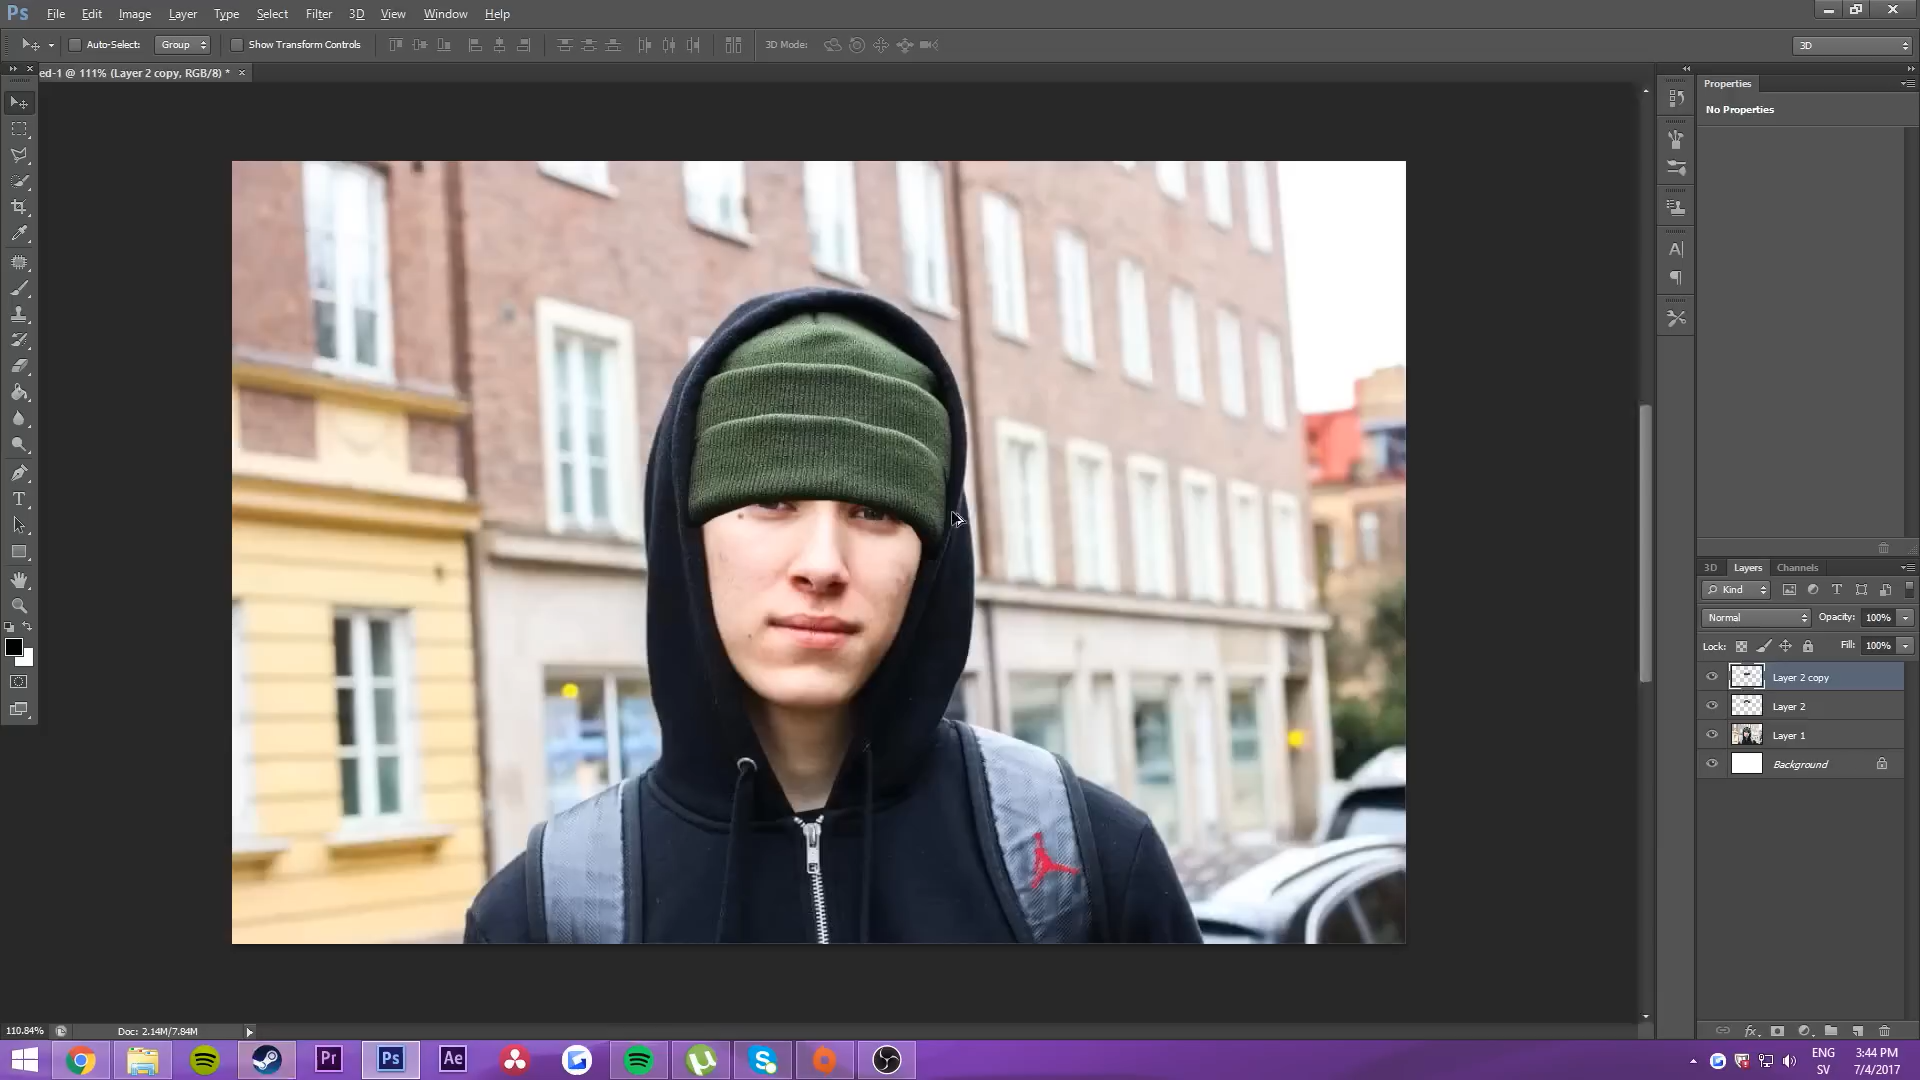 Ps File Edit Image Layer Type Select Filter 3D View Window Help
Auto-Select: Group Show Transform Controls 3D Mode: 3D
ed-1 @ 111% (Layer 2 copy, RGB/8) *
Properties
No Properties
3D Layers Channels
Kind
Normal Opacity: 100%
Lock: Fill: 100%
Layer 2 copy
Layer 2
Layer 1
Background
110.84% Doc: 2.14M/7.84M
Pr Ps Ae
ENG 3:44 PM
SV 7/4/2017